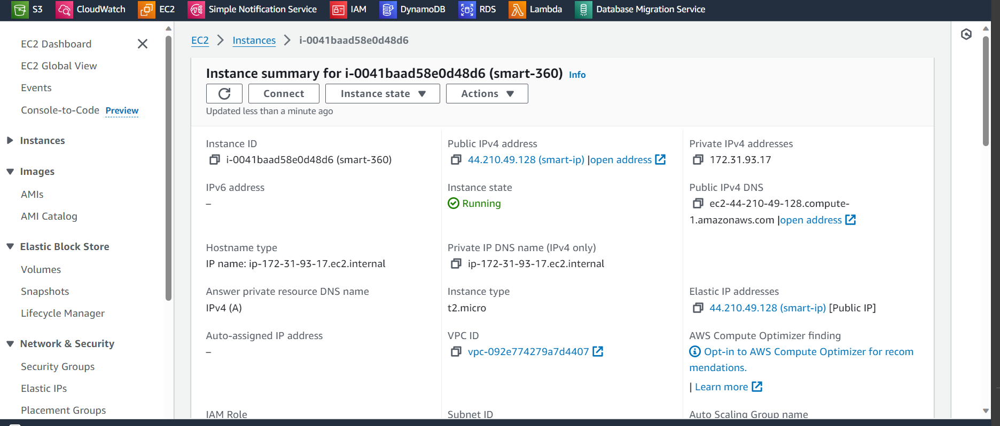 S3 CloudWatch EC2 Simple Notification Service IAM DynamoDB RDS Lambda Database Migration Service
EC2 Dashboard
EC2 Global View
Events
Console-to-Code Preview
Instances
Images
AMIs
AMI Catalog
Elastic Block Store
Volumes
Snapshots
Lifecycle Manager
Network & Security
Security Groups
Elastic IPs
Placement Groups
EC2 Instances i-0041baad58e0d48d6
Instance summary for i-0041baad58e0d48d6 (smart-360) Info
Connect Instance state Actions
Updated less than a minute ago
Instance ID
i-0041baad58e0d48d6 (smart-360)
Public IPv4 address
44.210.49.128 (smart-ip) |open address
Private IPv4 addresses
172.31.93.17
IPv6 address
–
Instance state
Running
Public IPv4 DNS
ec2-44-210-49-128.compute-
1.amazonaws.com |open address
Hostname type
IP name: ip-172-31-93-17.ec2.internal
Private IP DNS name (IPv4 only)
ip-172-31-93-17.ec2.internal
Answer private resource DNS name
IPv4 (A)
Instance type
t2.micro
Elastic IP addresses
44.210.49.128 (smart-ip) [Public IP]
Auto-assigned IP address
–
VPC ID
vpc-092e774279a7d4407
AWS Compute Optimizer finding
Opt-in to AWS Compute Optimizer for recom
mendations.
| Learn more
IAM Role
Subnet ID
Auto Scaling Group name